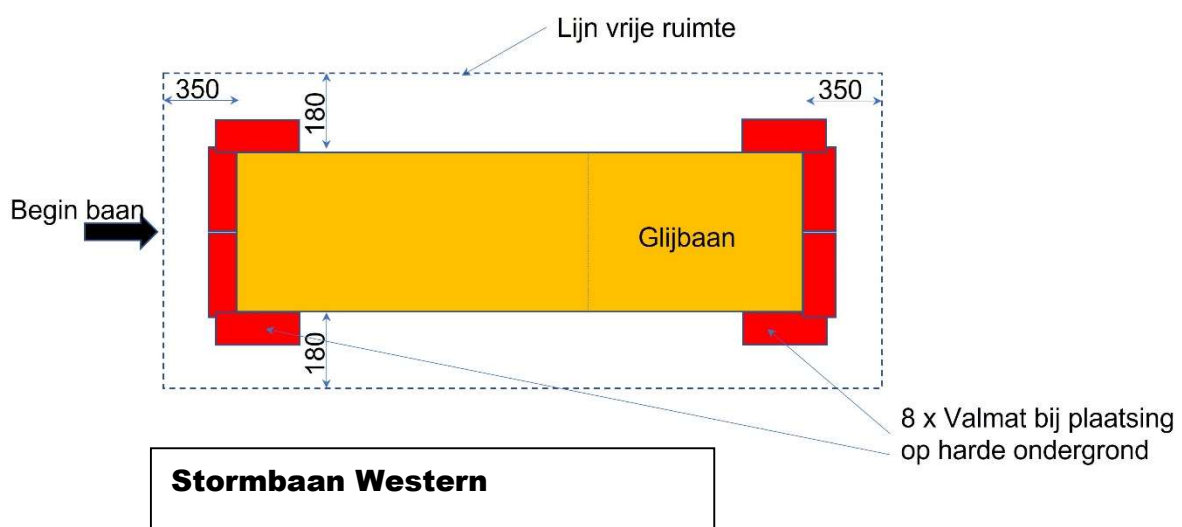 Lijn vrije ruimte
350
350
180
Begin baan
Glijbaan
180
8 x Valmat bij plaatsing
op harde ondergrond
Stormbaan Western